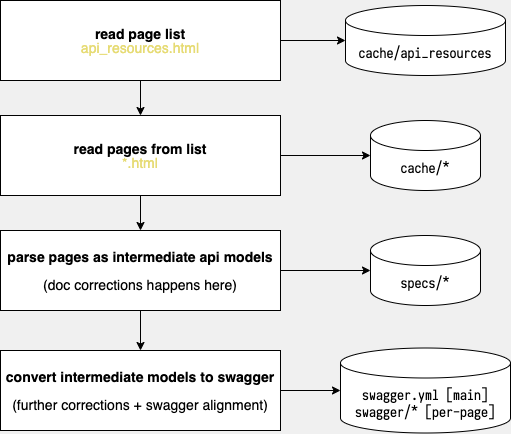 read page list
api_resources.html
cache/api_resources
read pages from list
*.html
cache/*
parse pages as intermediate api models
(doc corrections happens here)
specs/*
convert intermediate models to swagger
(further corrections + swagger alignment)
swagger.yml [main]
swagger/* [per-page]